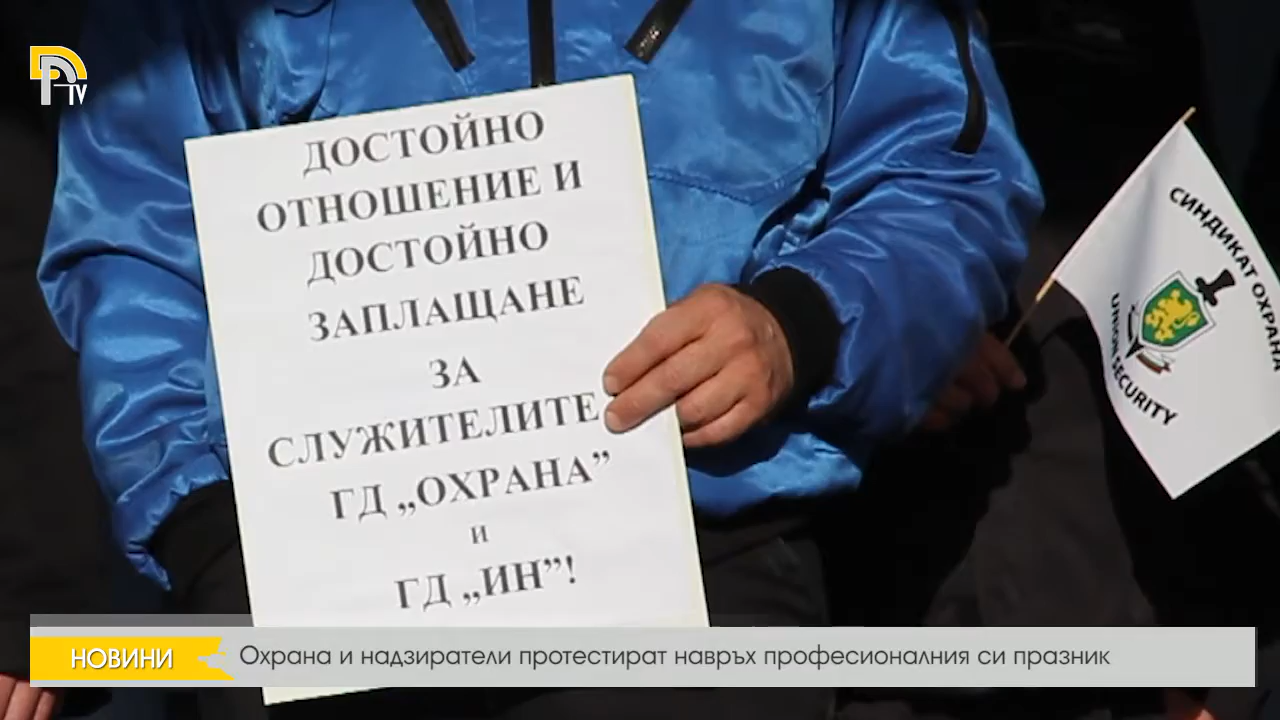 TV
ДОСТОЙНО
ОТНОШЕНИЕ И
ДОСТОЙНО
ЗАПЛАЩАНЕ
ЗА
СЛУЖИТЕЛИТЕ
ГД „ОХРАНА”
и
ГД „ИН”!
СИНДИКАТ ОХРАНА
UNION SECURITY
НОВИНИ
Охрана и надзиратели протестират навръх професионалния си празник